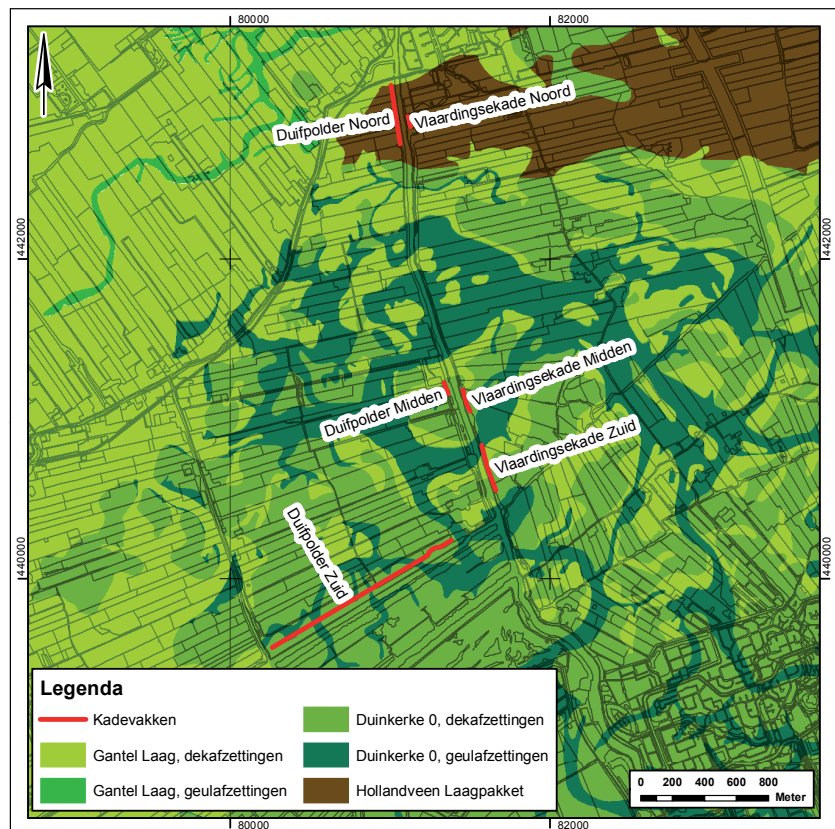 80000
82000
Duifpolder Noord
Vlaardingsekade Noord
442000
442000
Vlaardingsekade Midden
Duifpolder Midden
Vlaardingsekade Zuid
Duifpolder Zuid
440000
440000
Legenda
Kadevakken
Gantel Laag, dekafzettingen
Gantel Laag, geulafzettingen
Duinkerke 0, dekafzettingen
Duinkerke 0, geulafzettingen
Hollandveen Laagpakket
0 200 400 600 800
Meter
80000
82000